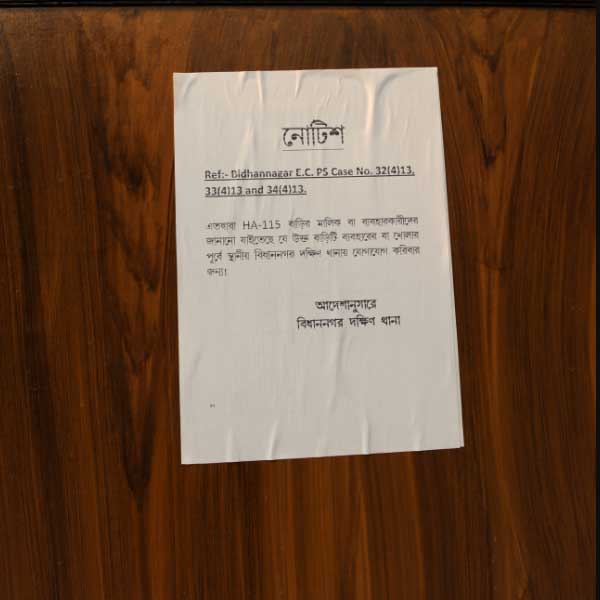 নোটিশ
Ref:- Bidhannagar E.C. PS Case No. 32(4)13,
33(4)13 and 34(4)13.
এতদ্বারা HA-115 বাড়ির মালিক বা ব্যবহারকারীদের
জানানো যাইতেছে যে উক্ত বাড়িটি ব্যবহারের বা খোলার
পূর্বে স্থানীয় বিধাননগর দক্ষিণ থানায় যোগাযোগ করিবার
জন্য।
আদেশানুসারে
বিধাননগর দক্ষিণ থানা